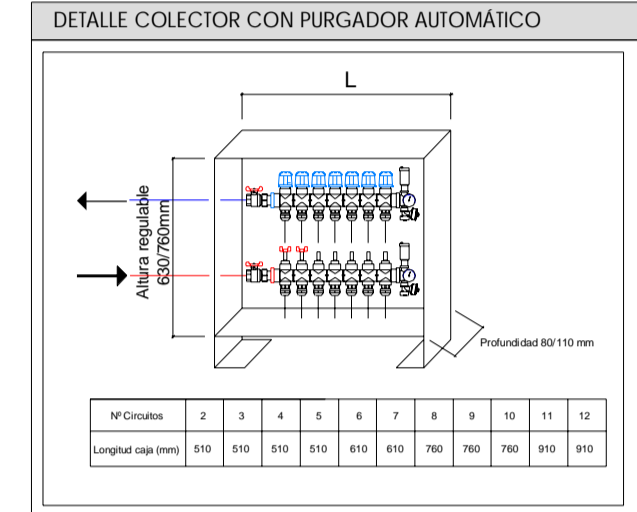 DETALLE COLECTOR CON PURGADOR AUTOMÁTICO
L
Altura regulable
630/760mm
Profundidad 80/110 mm
Nº Circuitos 2 3 4 5 6 7 8 9 10 11 12
Longitud caja (mm) 510 510 510 510 610 610 760 760 760 910 910